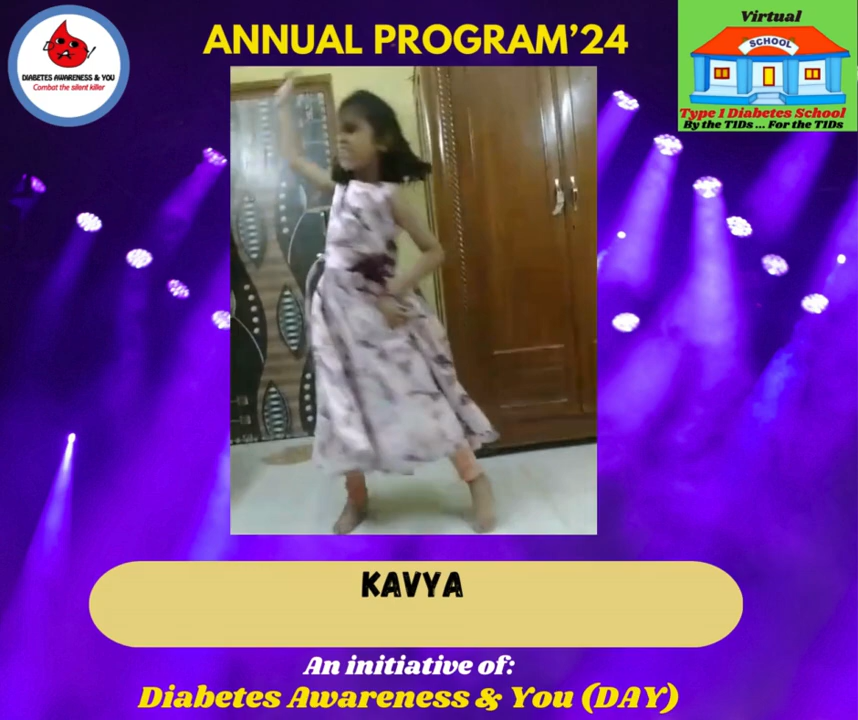 ANNUAL PROGRAM'24
DAY
DIABETES AWARENESS & YOU
Combat the silent killer
Virtual
SCHOOL
Type 1 Diabetes School
By the T1Ds ... For the T1Ds
KAVYA
An initiative of:
Diabetes Awareness & You (DAY)